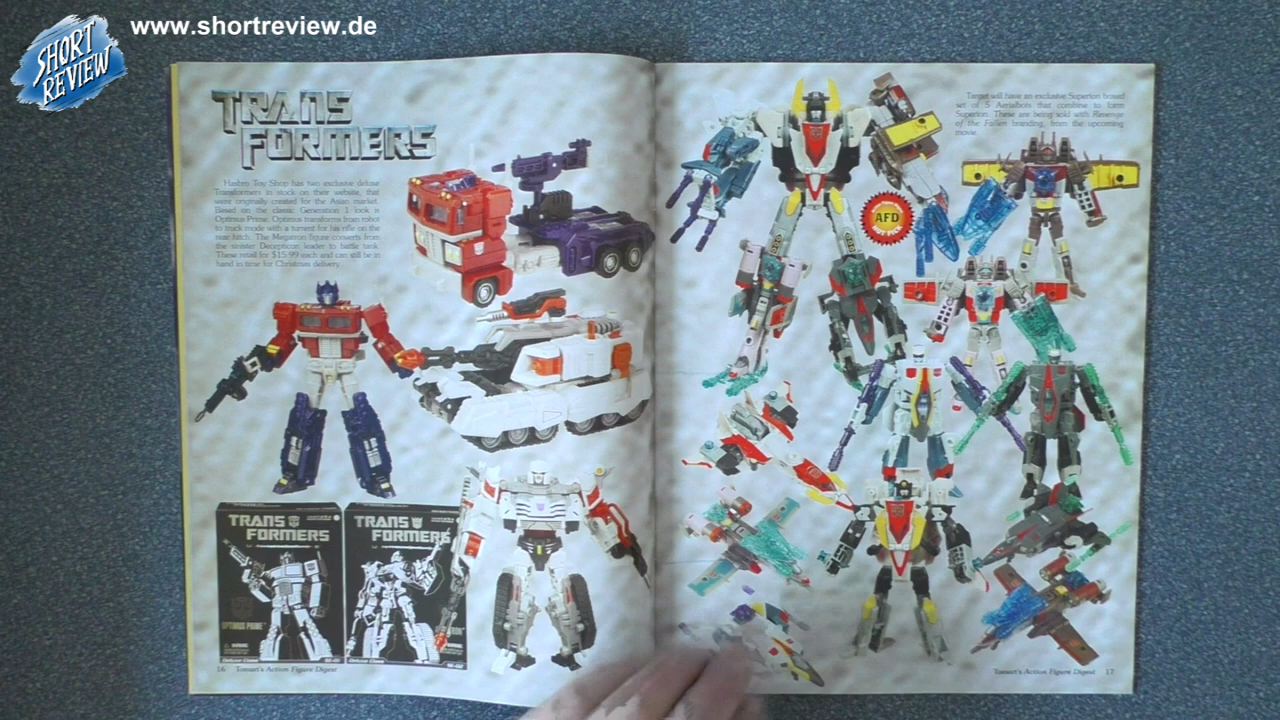 SHORT REVIEW
www.shortreview.de
TRANS
FORMERS
Hasbro Toy Shop has two exclusive deluxe
Transformers in stock on their website, that
were originally created for the Asian market.
Based on the classic Generation 1 look is
Optimus Prime. Optimus transforms from robot
to truck mode with a turret for his rifle on the
rear hitch. The Megatron figure converts from
the sinister Decepticon leader to battle tank.
These retail for $15.99 each and can still be in
hand in time for Christmas delivery.
TRANS
FORMERS
OPTIMUS PRIME
Deluxe Class
TRANS
FORMERS
Deluxe Class
16 Tomart's Action Figure Digest
Target will have an exclusive Superion boxed
set of 5 Aerialbots that combine to form
Superion. These are being sold with Revenge
of the Fallen branding, from the upcoming
movie.
AFD
Tomart's Action Figure Digest 17